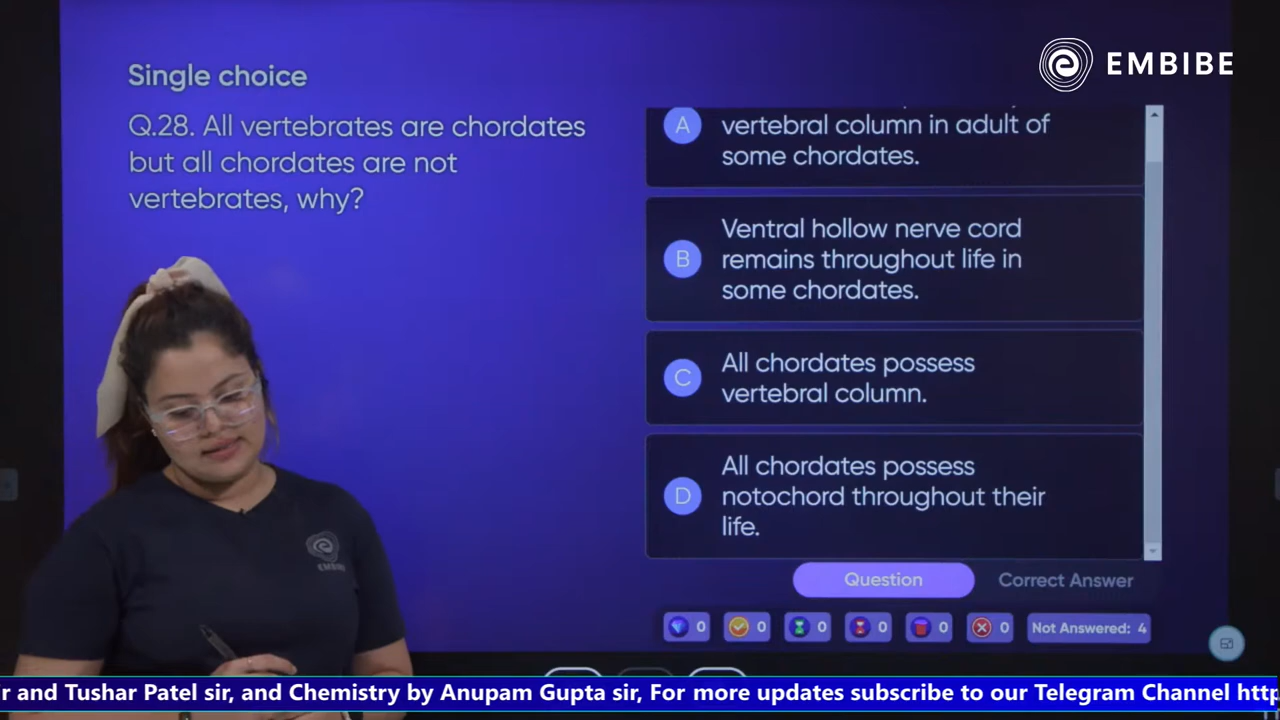 EMBIBE
Single choice
Q.28. All vertebrates are chordates
but all chordates are not
vertebrates, why?
A
vertebral column in adult of
some chordates.
B
Ventral hollow nerve cord
remains throughout life in
some chordates.
C
All chordates possess
vertebral column.
D
All chordates possess
notochord throughout their
life.
Question
Correct Answer
0
0
0
0
0
0
Not Answered: 4
EMBIBE
and Tushar Patel sir, and Chemistry by Anupam Gupta sir, For more updates subscribe to our Telegram Channel